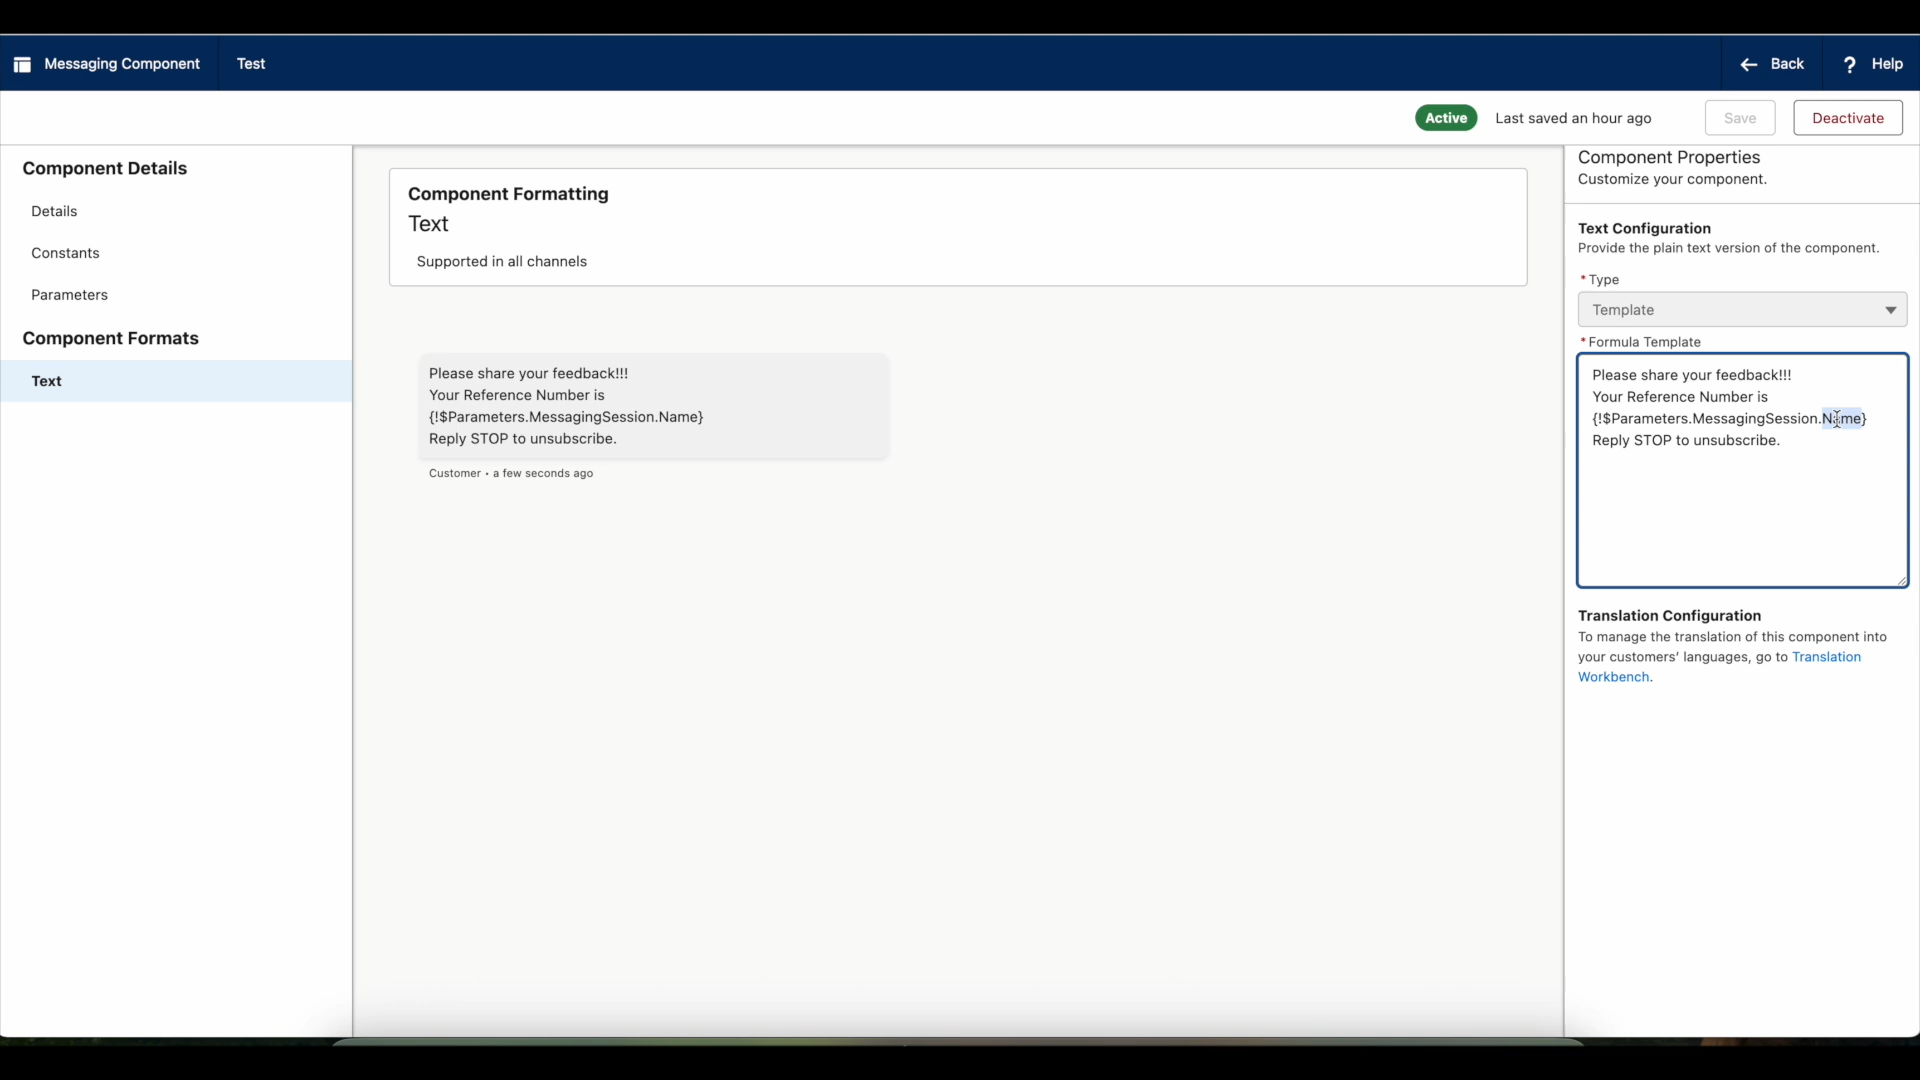 Messaging Component
Test
Back
? Help
Active
Last saved an hour ago
Save
Deactivate
Component Details
Details
Constants
Parameters
Component Formats
Text
Component Formatting
Text
Supported in all channels
Please share your feedback!!!
Your Reference Number is
{!$Parameters.MessagingSession.Name}
Reply STOP to unsubscribe.
Customer • a few seconds ago
Component Properties
Customize your component.
Text Configuration
Provide the plain text version of the component.
* Type
Template
* Formula Template
Please share your feedback!!!
Your Reference Number is
{!$Parameters.MessagingSession.Name}
Reply STOP to unsubscribe.
Translation Configuration
To manage the translation of this component into
your customers' languages, go to Translation
Workbench.